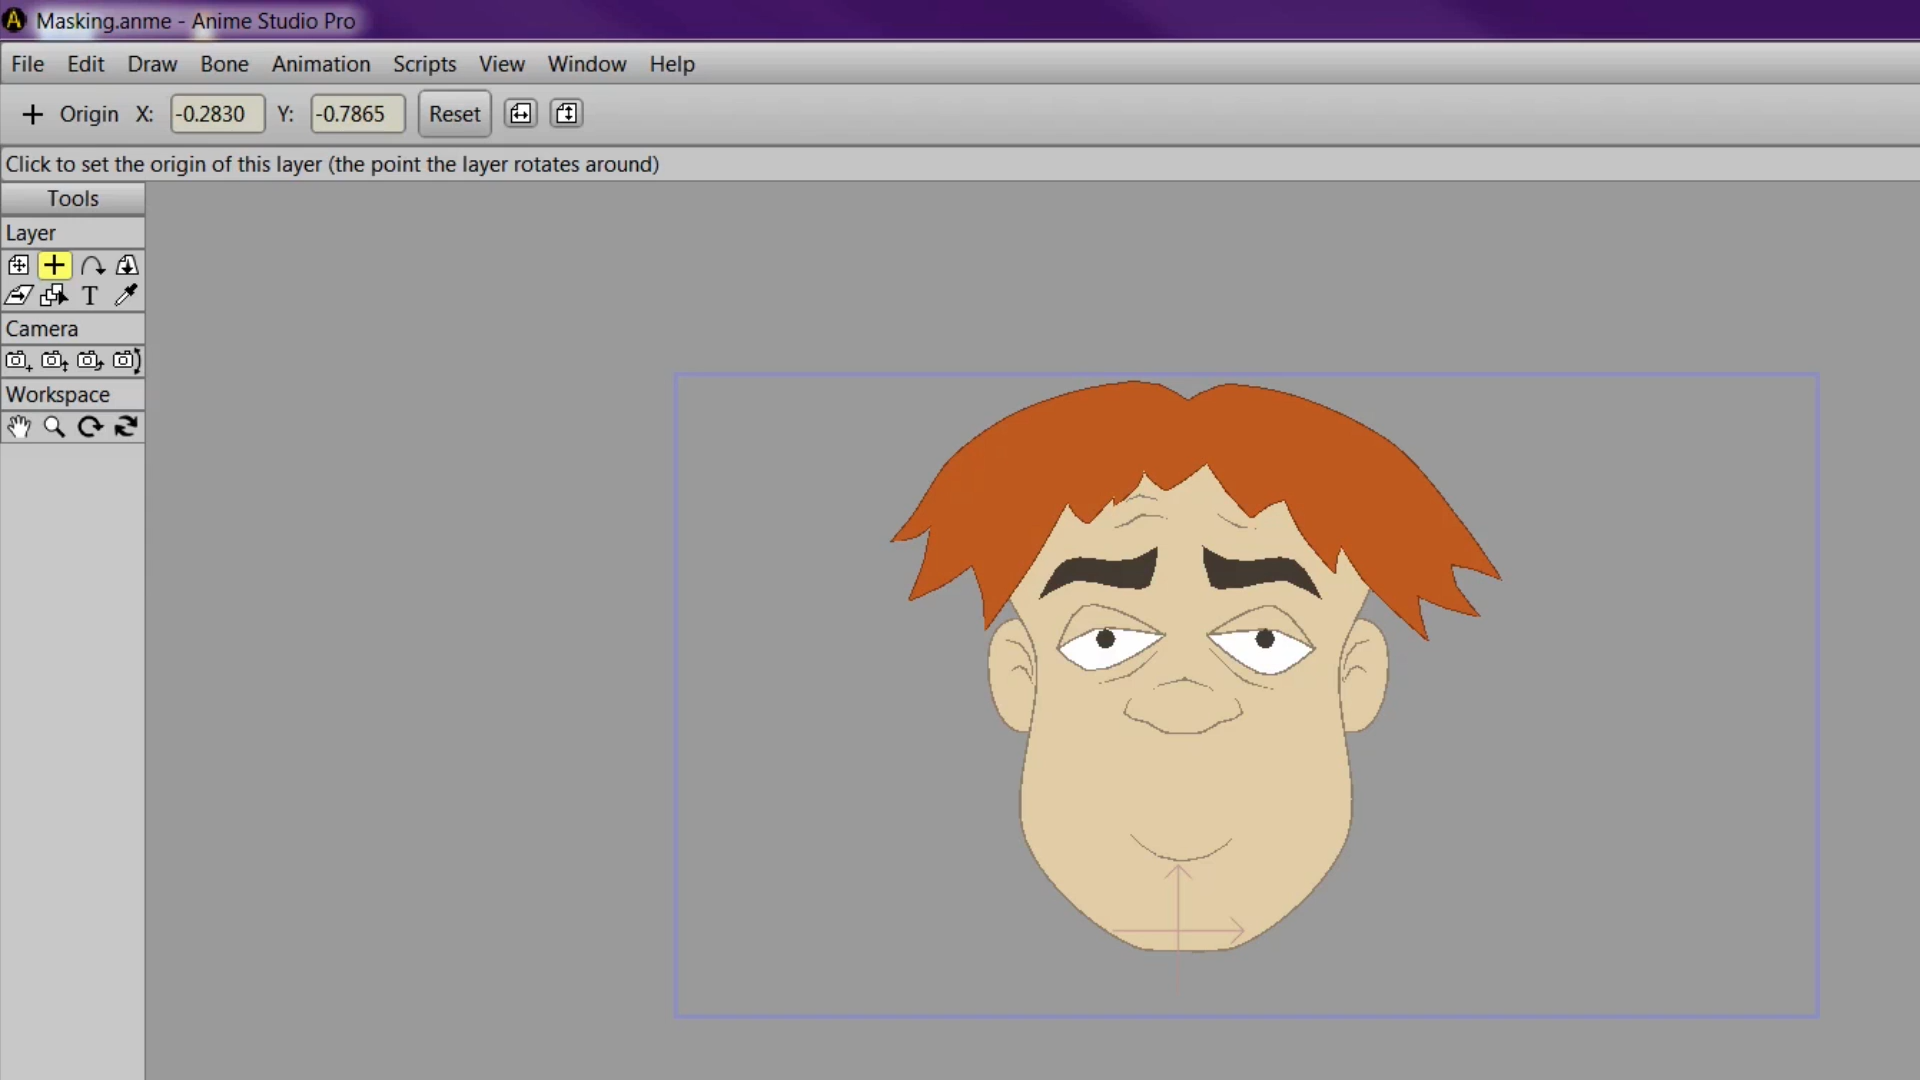 Masking.anme - Anime Studio Pro
File Edit Draw Bone Animation Scripts View Window Help
Origin X: -0.2830 Y: -0.7865 Reset
Click to set the origin of this layer (the point the layer rotates around)
Tools
Layer
T
Camera
Workspace